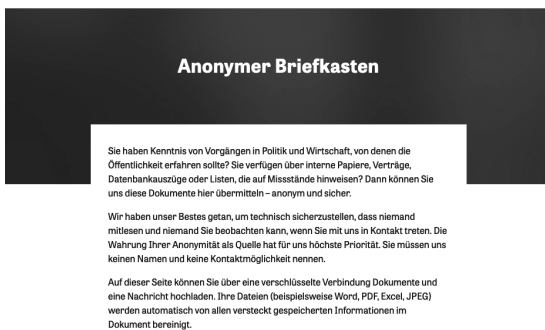 Anonymer Briefkasten
Sie haben Kenntnis von Vorgängen in Politik und Wirtschaft, von denen die
Öffentlichkeit erfahren sollte? Sie verfügen über interne Papiere, Verträge,
Datenbankauszüge oder Listen, die auf Missstände hinweisen? Dann können Sie
uns diese Dokumente hier übermitteln – anonym und sicher.
Wir haben unser Bestes getan, um technisch sicherzustellen, dass niemand
mitlesen und niemand Sie beobachten kann, wenn Sie mit uns in Kontakt treten. Die
Wahrung Ihrer Anonymität als Quelle hat für uns höchste Priorität. Sie müssen uns
keinen Namen und keine Kontaktmöglichkeit nennen.
Auf dieser Seite können Sie über eine verschlüsselte Verbindung Dokumente und
eine Nachricht hochladen. Ihre Dateien (beispielsweise Word, PDF, Excel, JPEG)
werden automatisch von allen versteckt gespeicherten Informationen im
Dokument bereinigt.